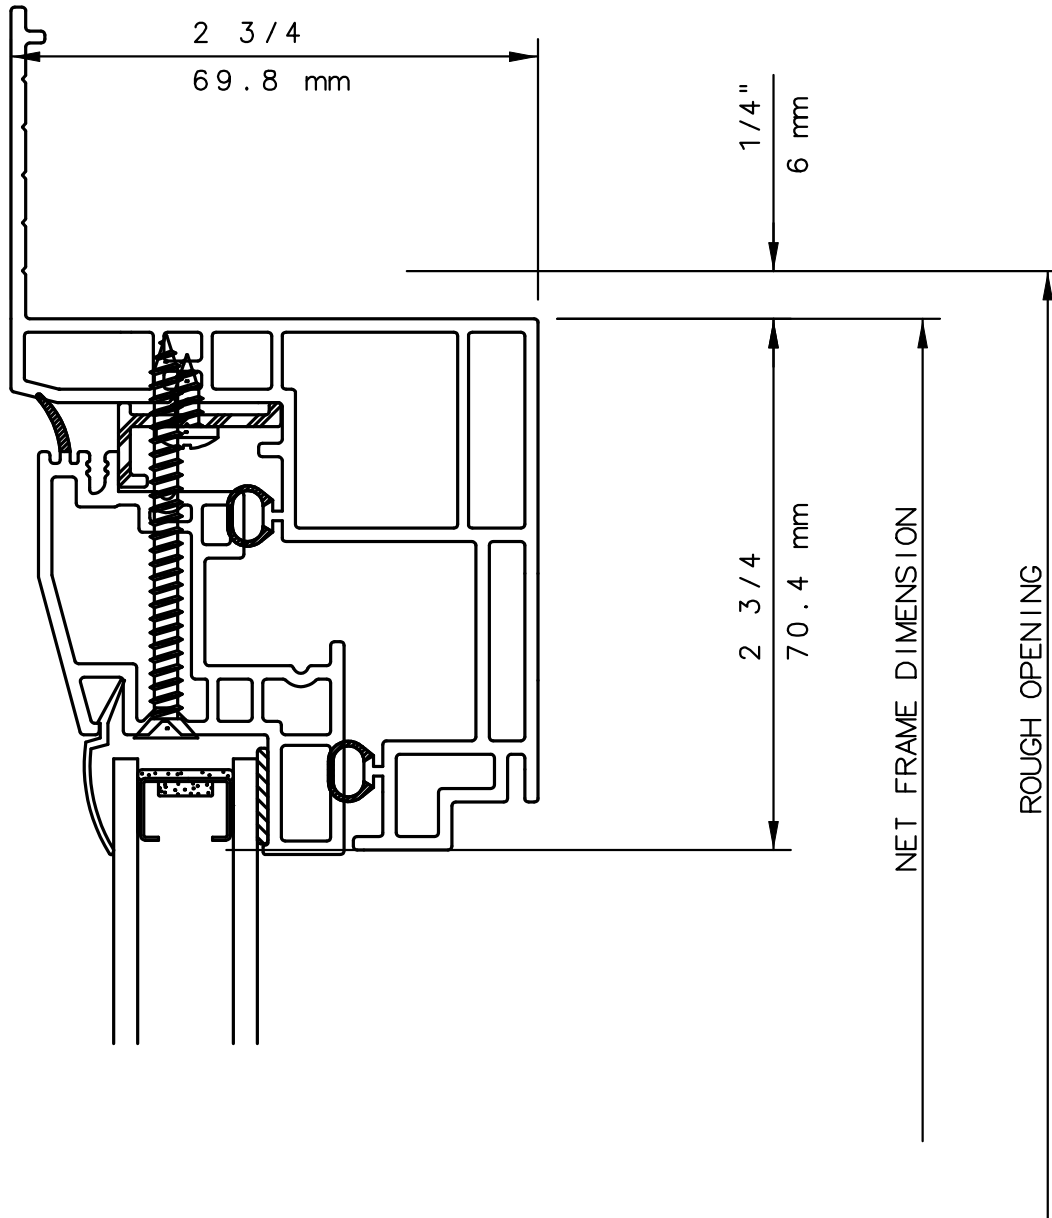 2 3/4
69.8 mm
1/4"
6 mm
2 3/4
70.4 mm
NET FRAME DIMENSION
ROUGH OPENING